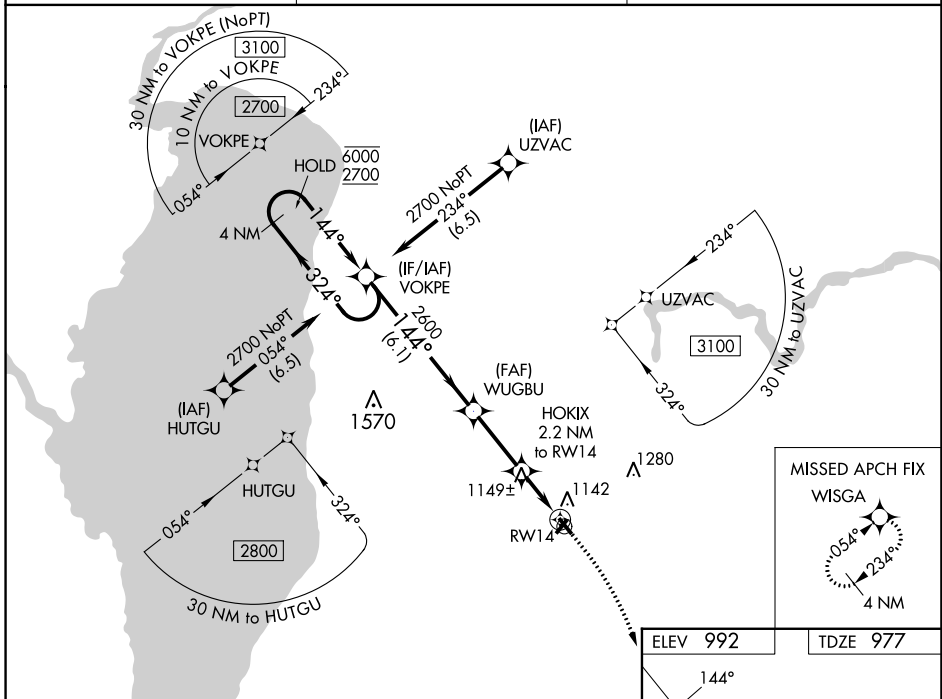 30 NM to VOKPE (NoPT)
3100
10 NM to VOKPE
2700
234°
VOKPE
054°
HOLD
6000
2700
4 NM
144°
324°
(IAF)
UZVAC
2700 NoPT
234°
(6.5)
(IF/IAF)
VOKPE
2600
144°
(6.1)
2700 NoPT
054°
(6.5)
(IAF)
HUTGU
1570
(FAF)
WUGBU
HOKIX
2.2 NM
to RW14
1149±
1142
1280
RW14
234°
UZVAC
3100
324°
30 NM to UZVAC
HUTGU
054°
324°
2800
30 NM to HUTGU
MISSED APCH FIX
WISGA
054°
234°
4 NM
ELEV 992
TDZE 977
144°